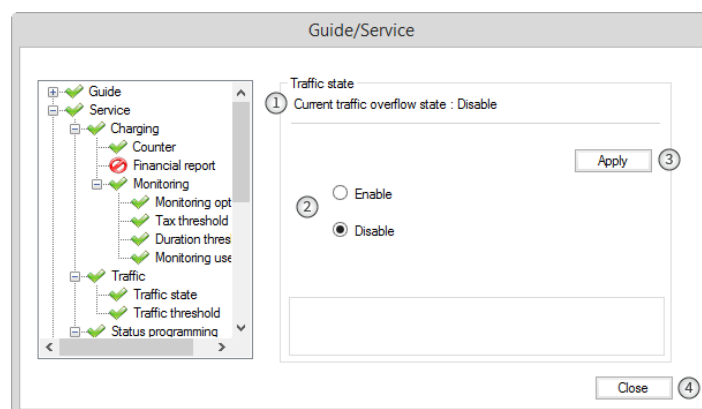 Guide/Service
Guide
Service
Charging
Counter
Financial report
Monitoring
Monitoring opt
Tax threshold
Duration thres
Monitoring use
Traffic
Traffic state
Traffic threshold
Status programming
Traffic state
1 Current traffic overflow state : Disable
Apply 3
2
Enable
Disable
Close 4